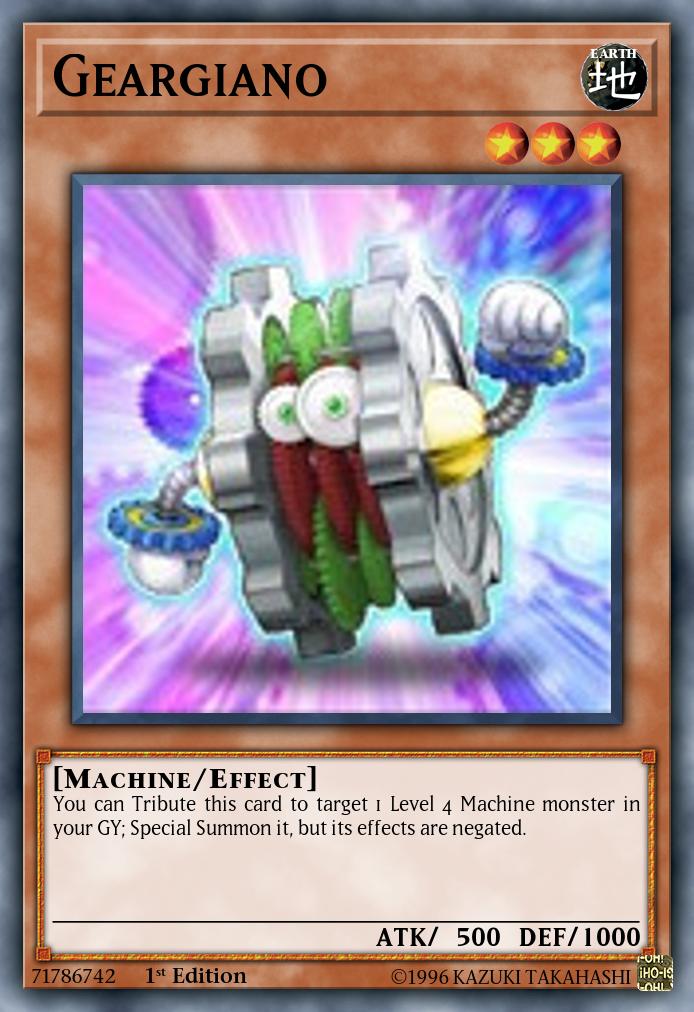 GEARGIANO
EARTH
地
[MACHINE/EFFECT]
You can Tribute this card to target 1 Level 4 Machine monster in
your GY; Special Summon it, but its effects are negated.
ATK/ 500 DEF/1000
71786742 1st Edition ©1996 KAZUKI TAKAHASHI